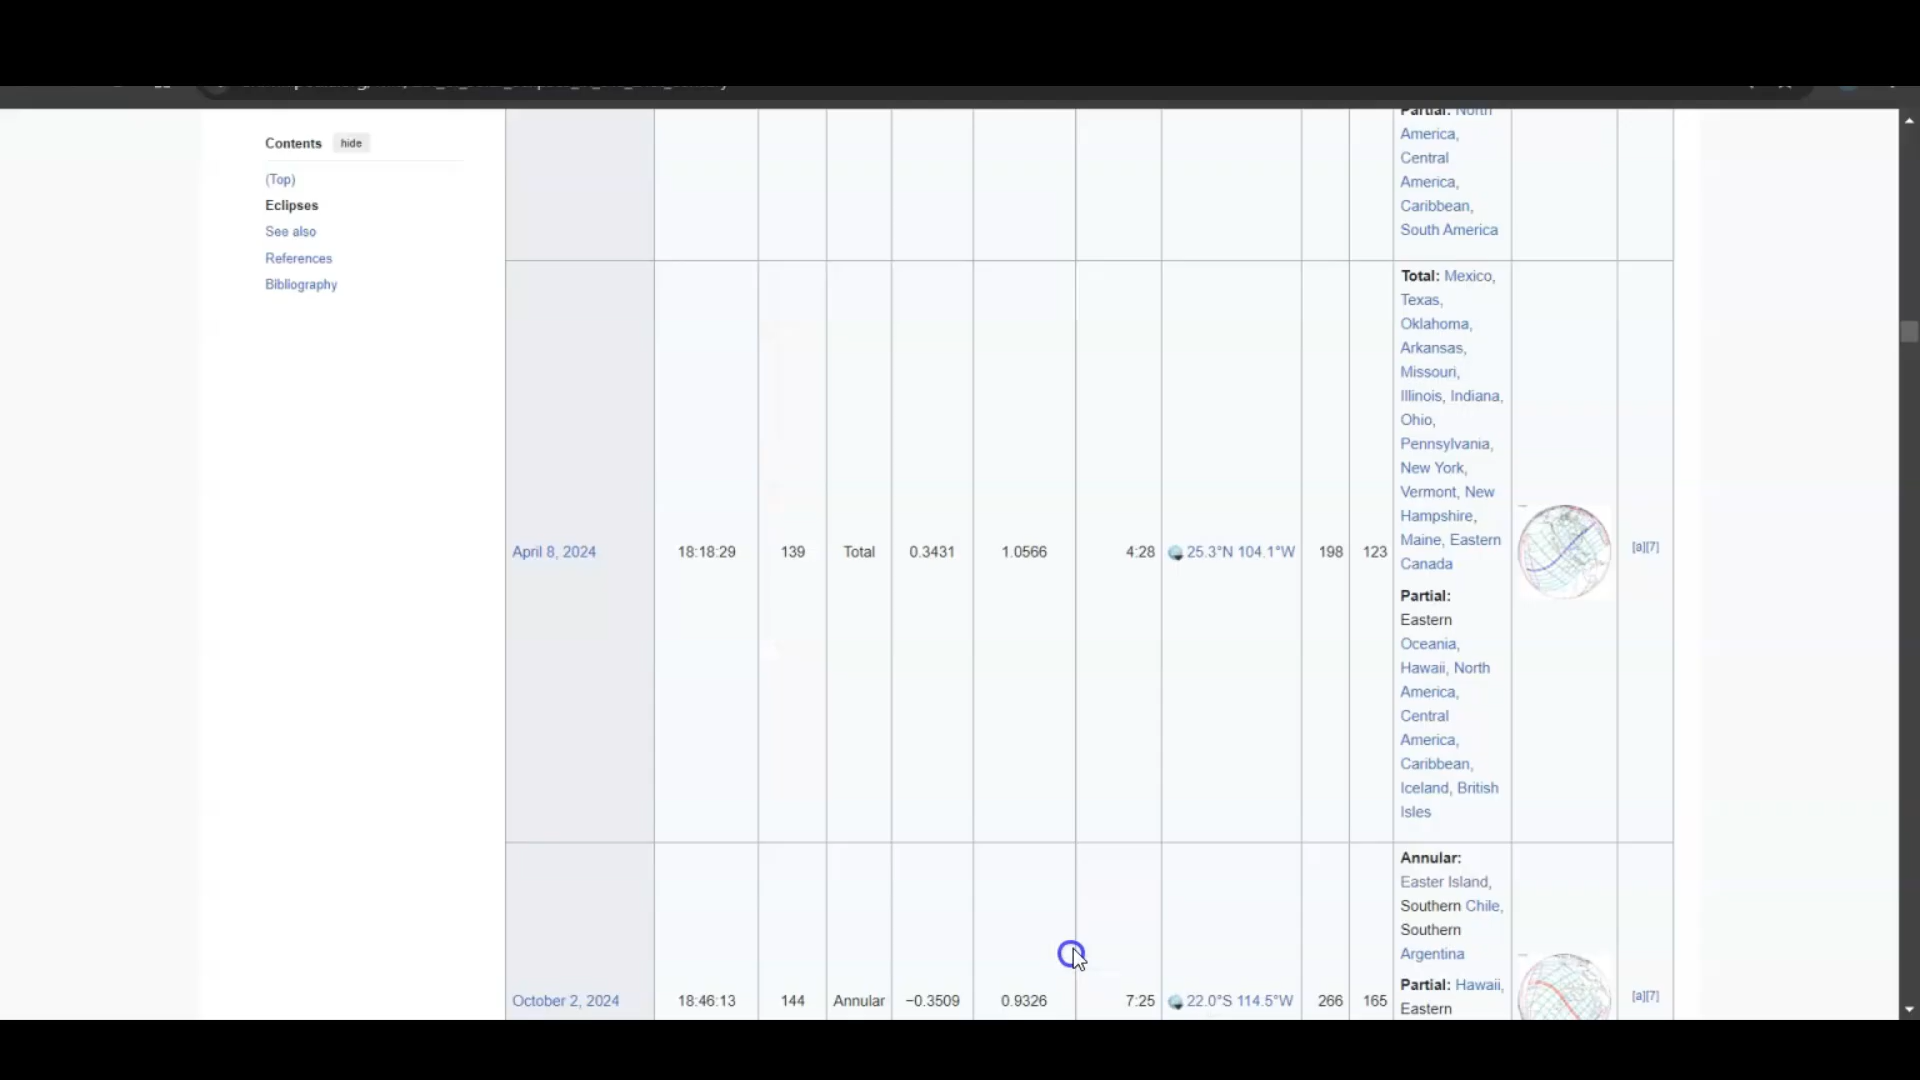 Contents hide
(Top)
Eclipses
See also
References
Bibliography
Partial: North
America,
Central
America,
Caribbean,
South America
April 8, 2024 18:18:29 139 Total 0.3431 1.0566 4:28 25.3°N 104.1°W 198 123
Total: Mexico,
Texas,
Oklahoma,
Arkansas,
Missouri,
Illinois, Indiana,
Ohio,
Pennsylvania,
New York,
Vermont, New
Hampshire,
Maine, Eastern
Canada
Partial:
Eastern
Oceania,
Hawaii, North
America,
Central
America,
Caribbean,
Iceland, British
Isles
[a][7]
October 2, 2024 18:46:13 144 Annular −0.3509 0.9326 7:25 22.0°S 114.5°W 266 165
Annular:
Easter Island,
Southern Chile,
Southern
Argentina
Partial: Hawaii,
Eastern
[a][7]